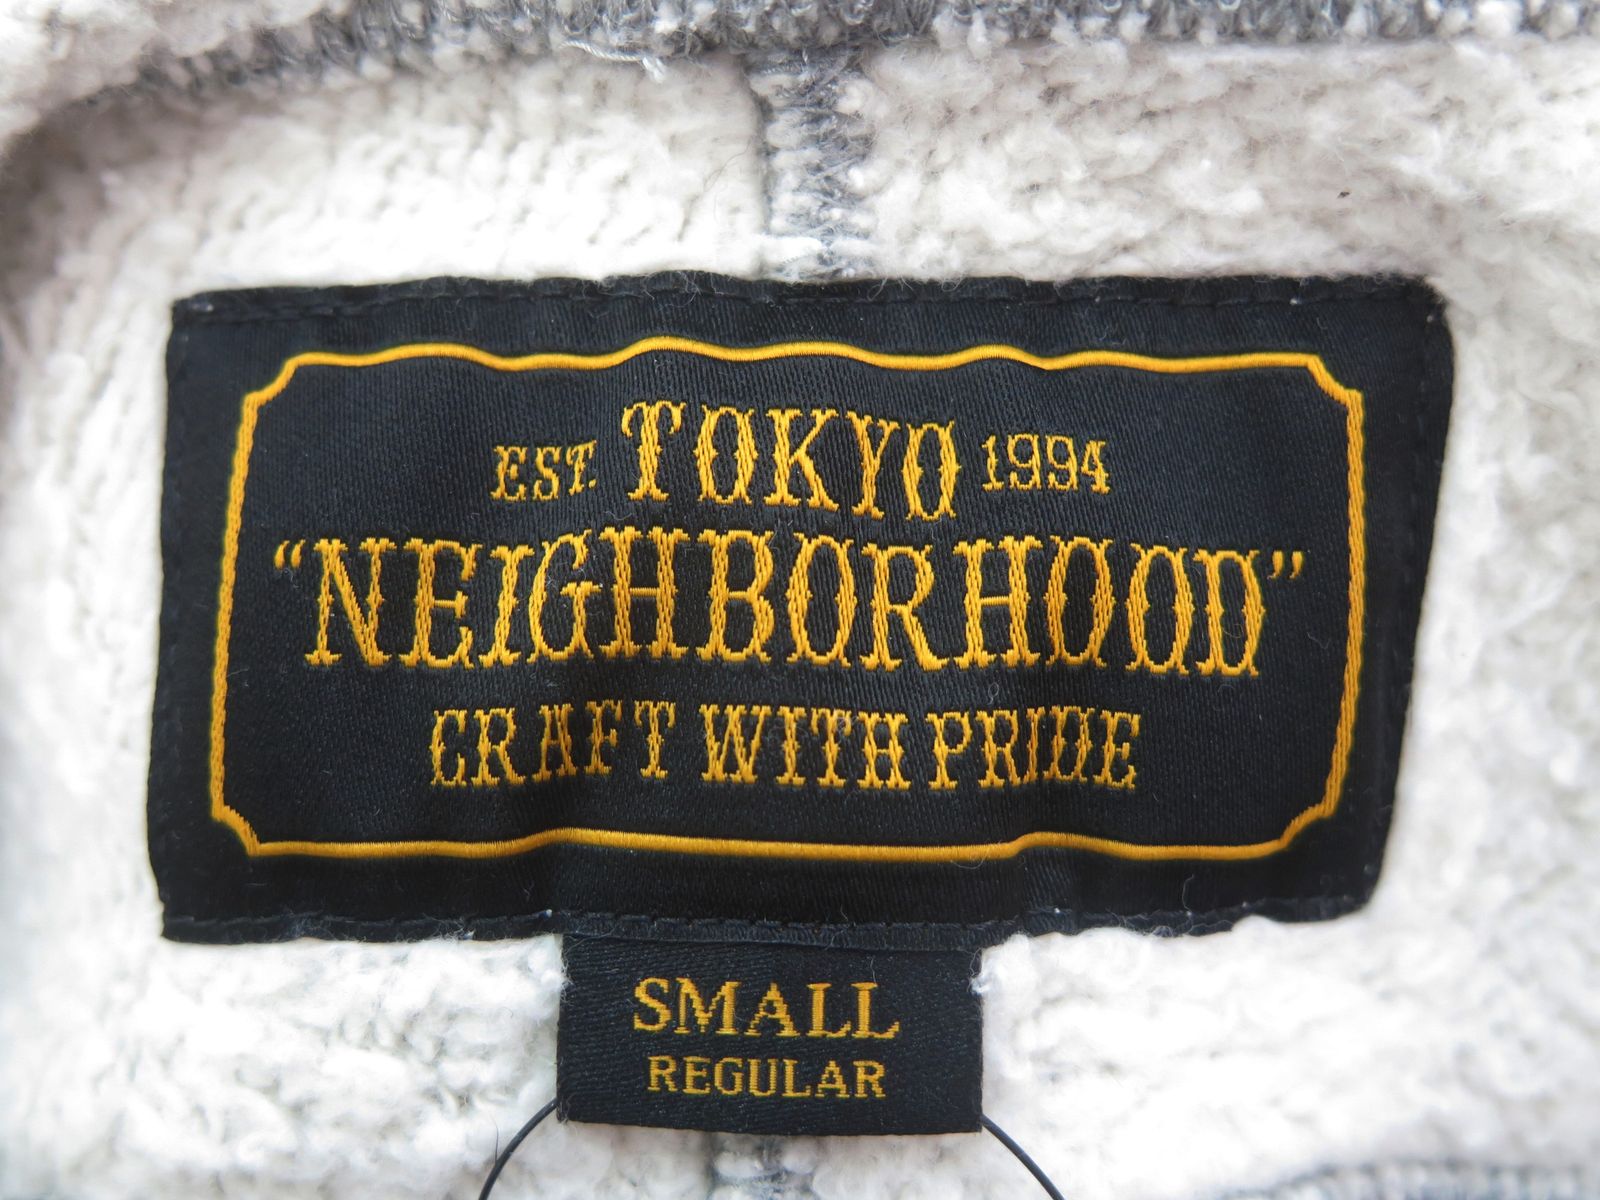 EST. TOKYO 1994
"NEIGHBORHOOD"
CRAFT WITH PRIDE
SMALL
REGULAR